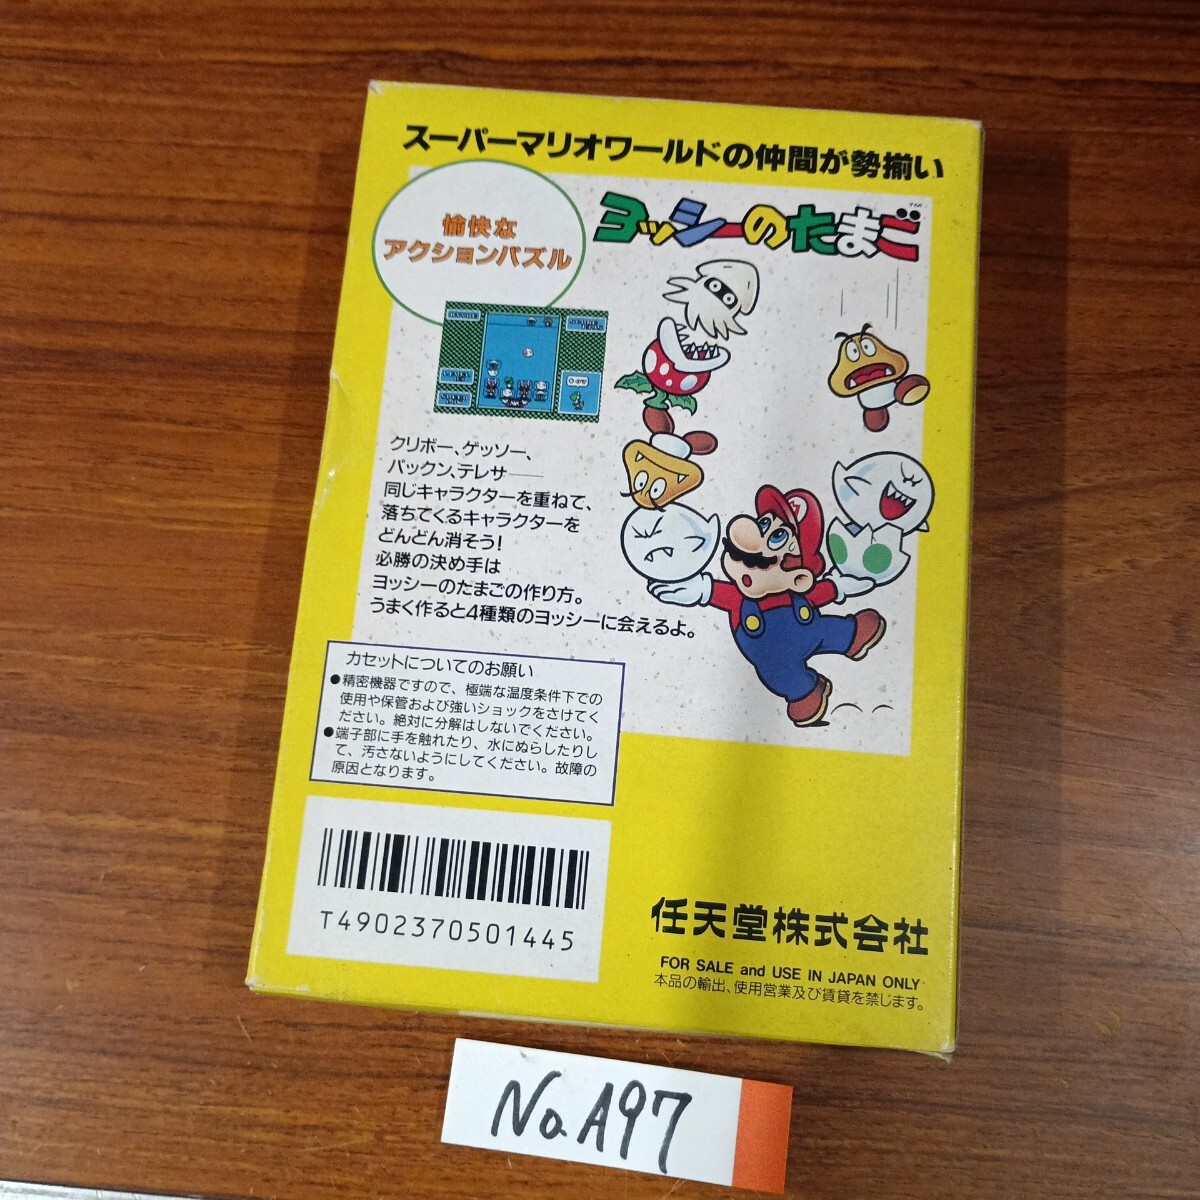 スーパーマリオワールドの仲間が勢揃い
愉快な
アクションパズル
ヨッシーのたまご
TM
クリボー、ゲッソー、
パックン、テレサ——
同じキャラクターを重ねて、
落ちてくるキャラクターを
どんどん消そう!
必勝の決め手は
ヨッシーのたまごの作り方。
うまく作ると4種類のヨッシーに会えるよ。
カセットについてのお願い
●精密機器ですので、極端な温度条件下での
使用や保管および強いショックをさけてく
ださい。絶対に分解はしないでください。
●端子部に手を触れたり、水にぬらしたりし
て、汚さないようにしてください。故障の
原因となります。
T4902370501445
任天堂株式会社
FOR SALE and USE IN JAPAN ONLY
本品の輸出、使用営業及び賃貸を禁じます。
No.A97